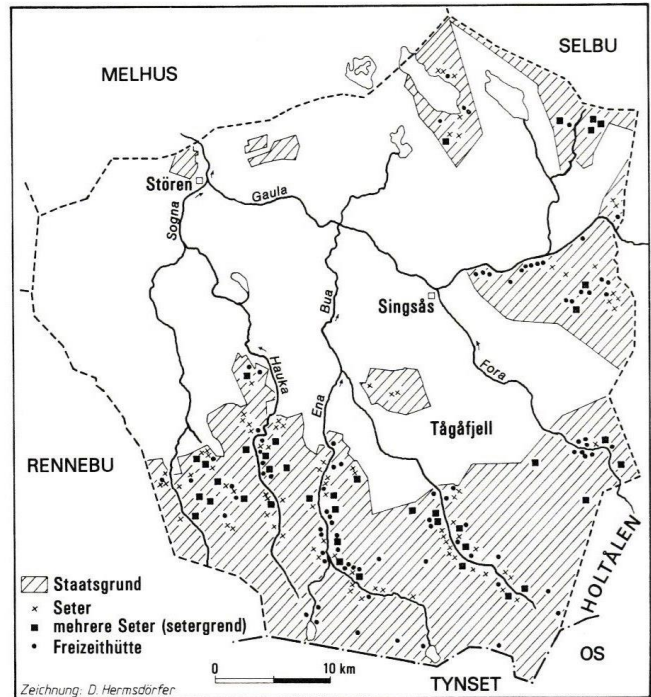 MELHUS
SELBU
Stören
Gaula
Sogna
Bua
Singsås
Hauka
Ena
Fora
Tågåfjell
RENNEBU
HOLTÅLEN
Staatsgrund
Seter
mehrere Seter (setergrend)
Freizeithütte
OS
0 10 km
TYNSET
Zeichnung: D. Hermsdörfer